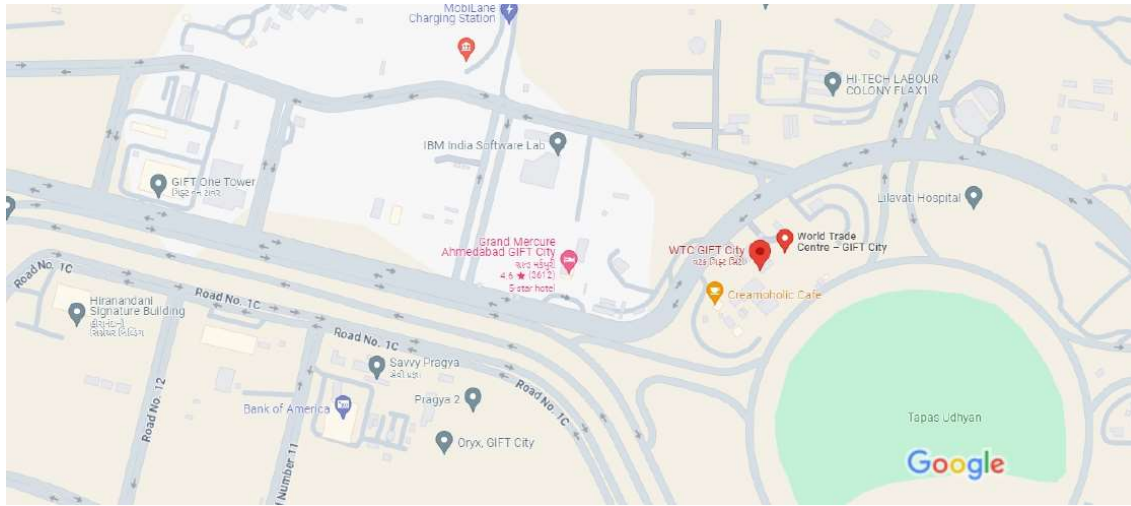 MobiLane
Charging Station
HI-TECH LABOUR
COLONY FLAX1
IBM India Software Lab
GIFT One Tower
Lilavati Hospital
World Trade
Centre – GIFT City
WTC GIFT City
Grand Mercure
Ahmedabad GIFT City
4.6 ★ (3612)
5-star hotel
Creamoholic Cafe
Road No. 1C
Road No. 1C
Hiranandani
Signature Building
Road No. 1C
Savvy Pragya
Road No. 1C
Road No. 12
Bank of America
Pragya 2
Oryx, GIFT City
Number 11
Tapas Udhyan
Google